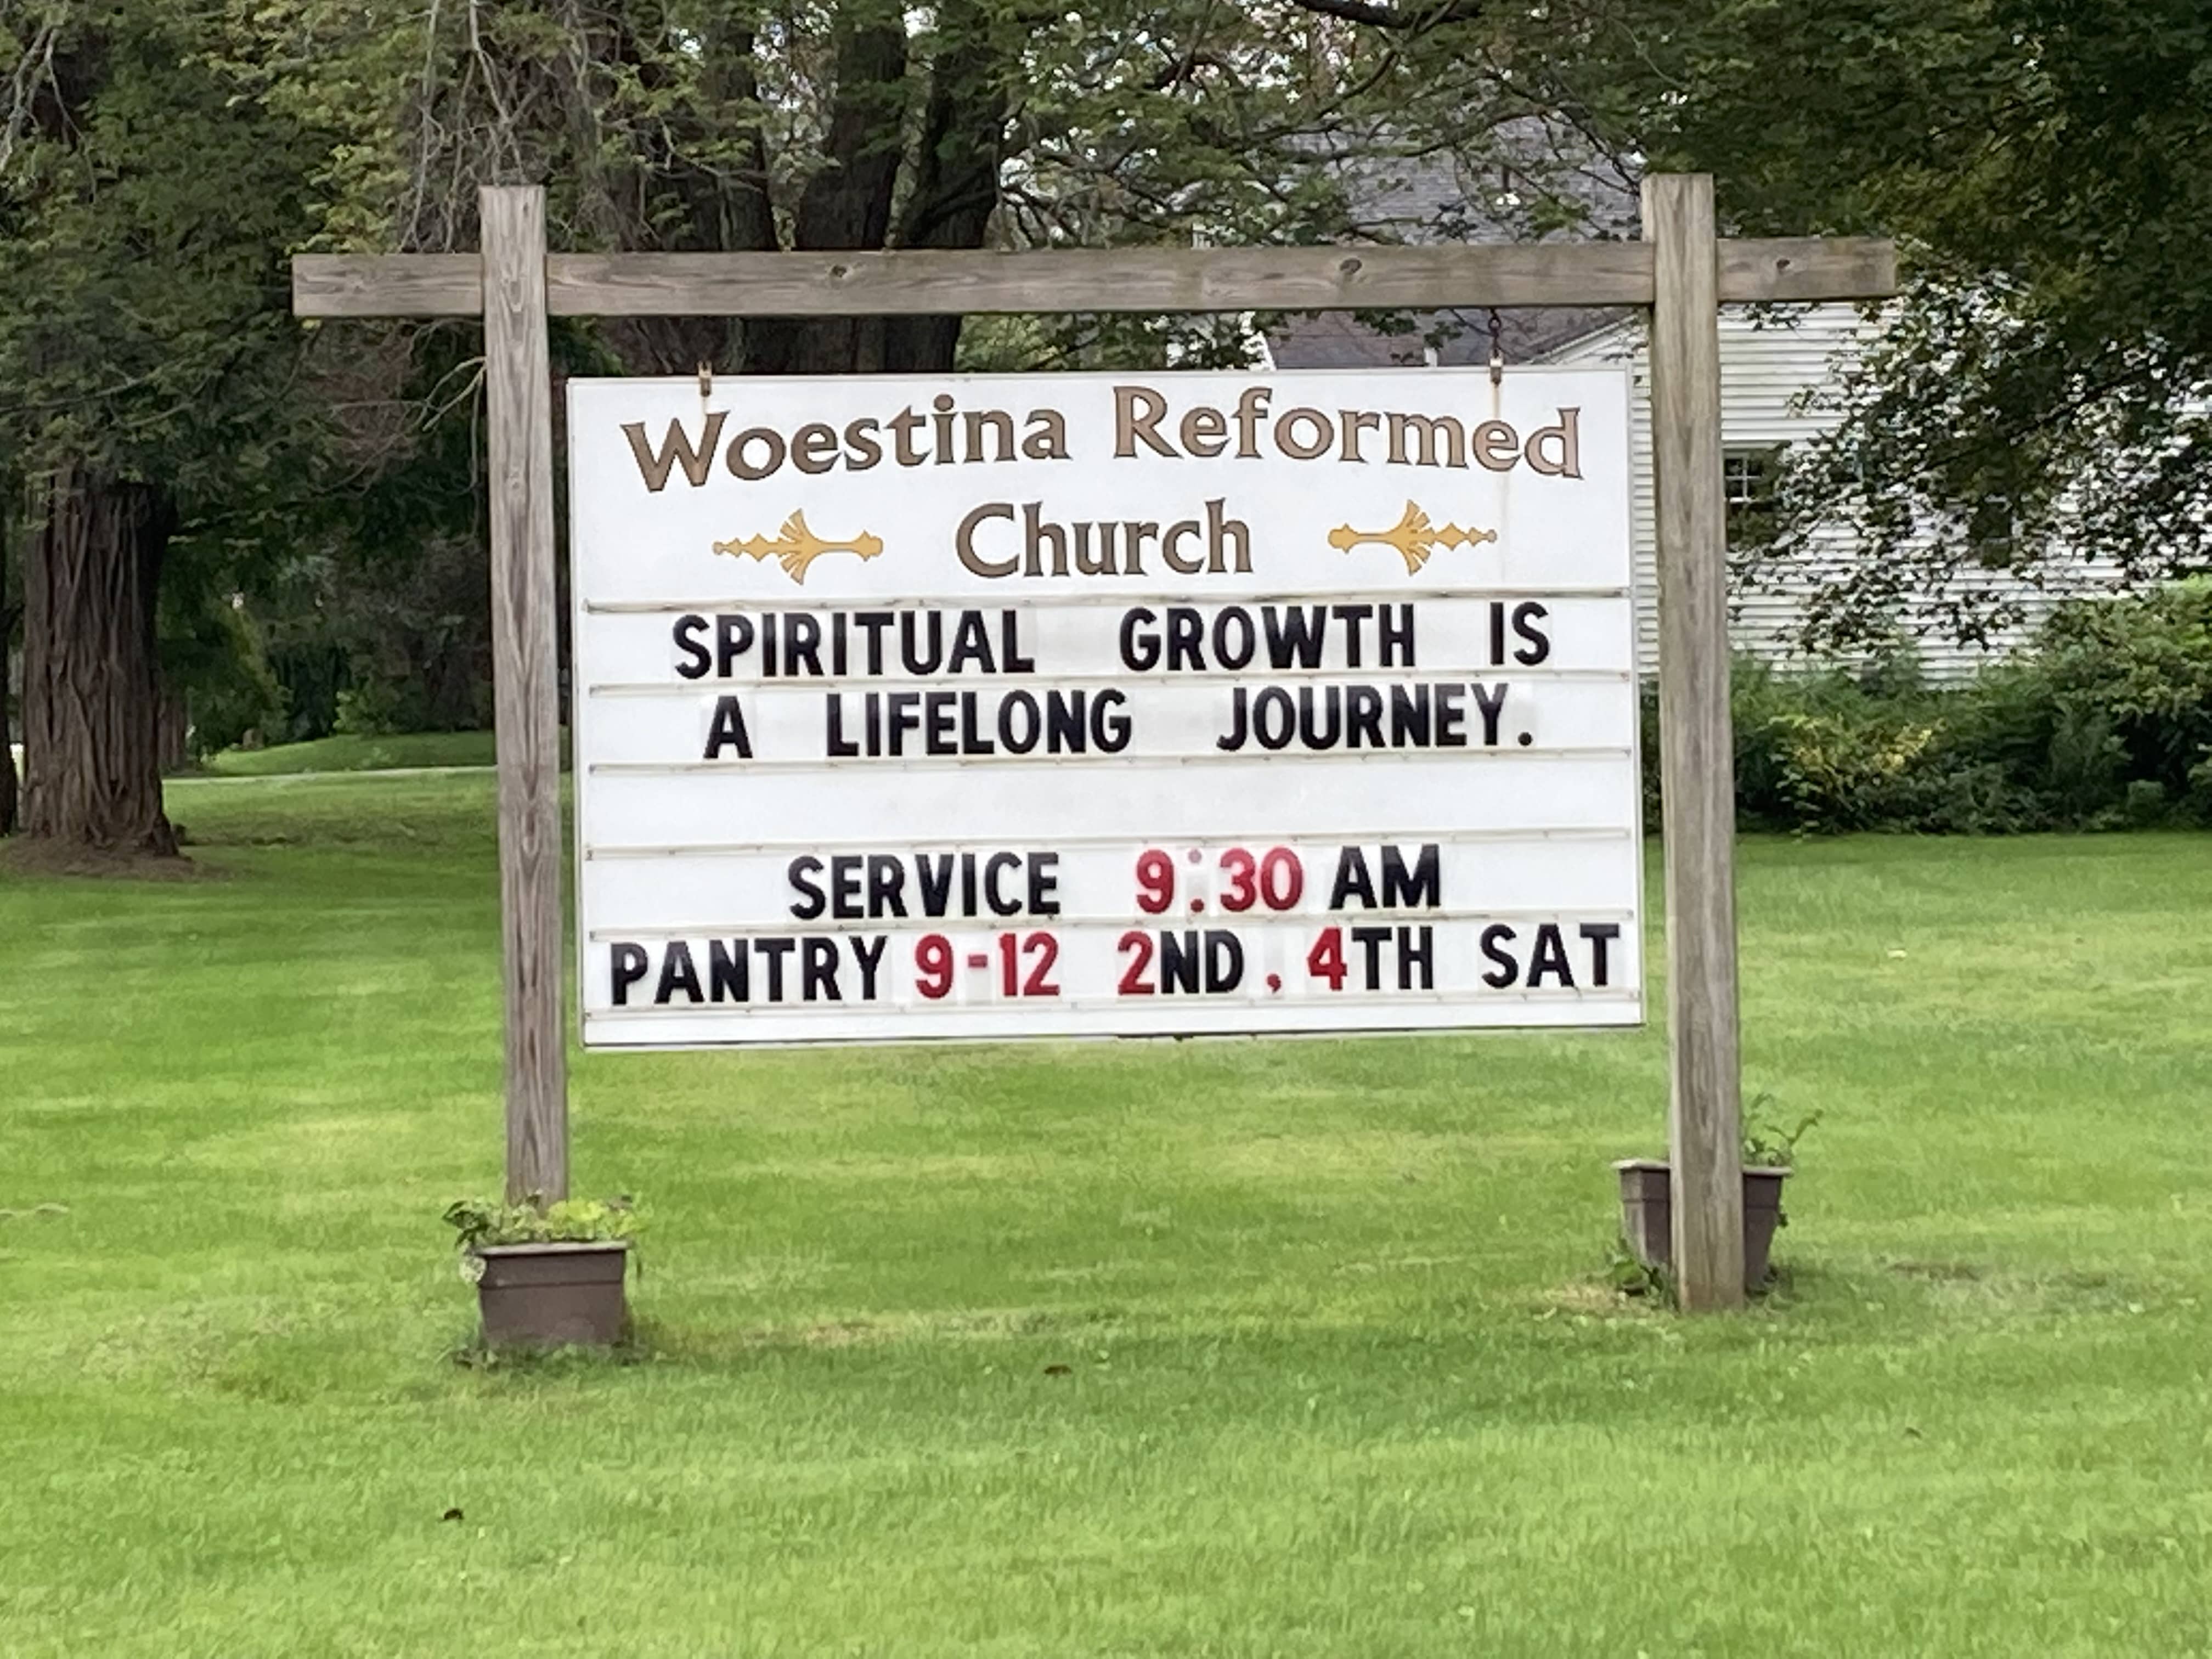 Woestina Reformed
Church
SPIRITUAL GROWTH IS
A LIFELONG JOURNEY.
SERVICE 9:30 AM
PANTRY 9-12 2ND, 4TH SAT